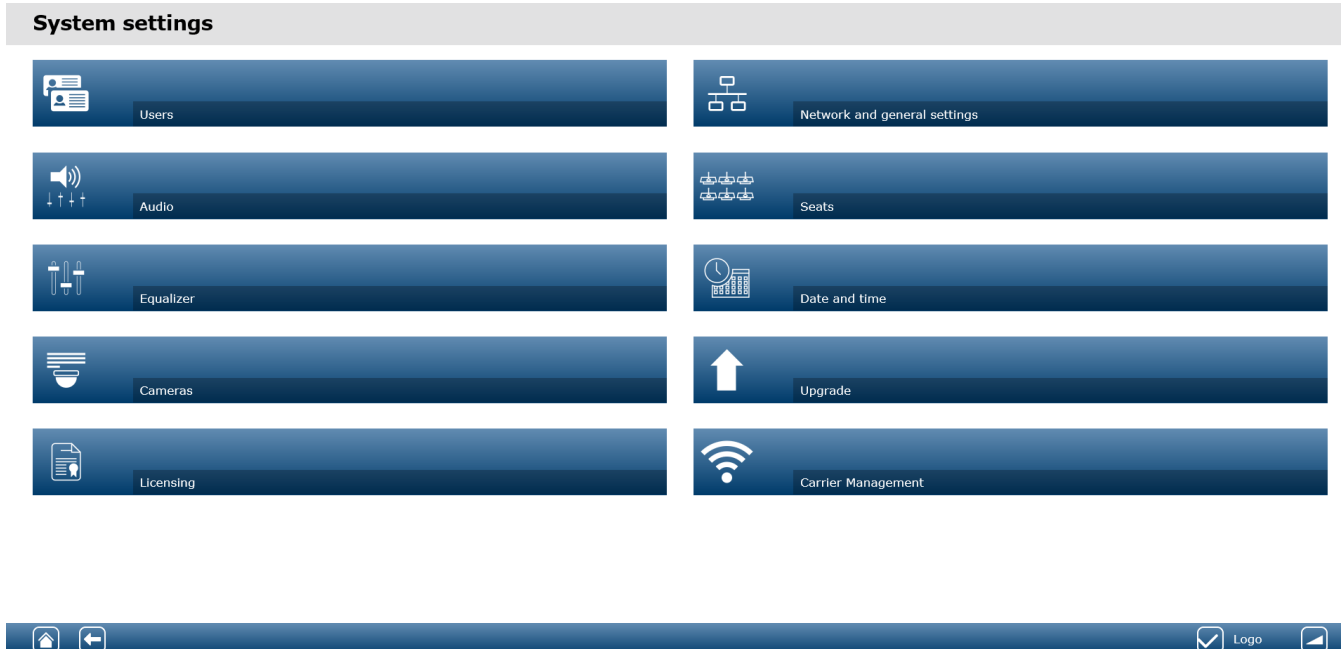 System settings
Users
Network and general settings
Audio
Seats
Equalizer
Date and time
Cameras
Upgrade
Licensing
Carrier Management
Logo